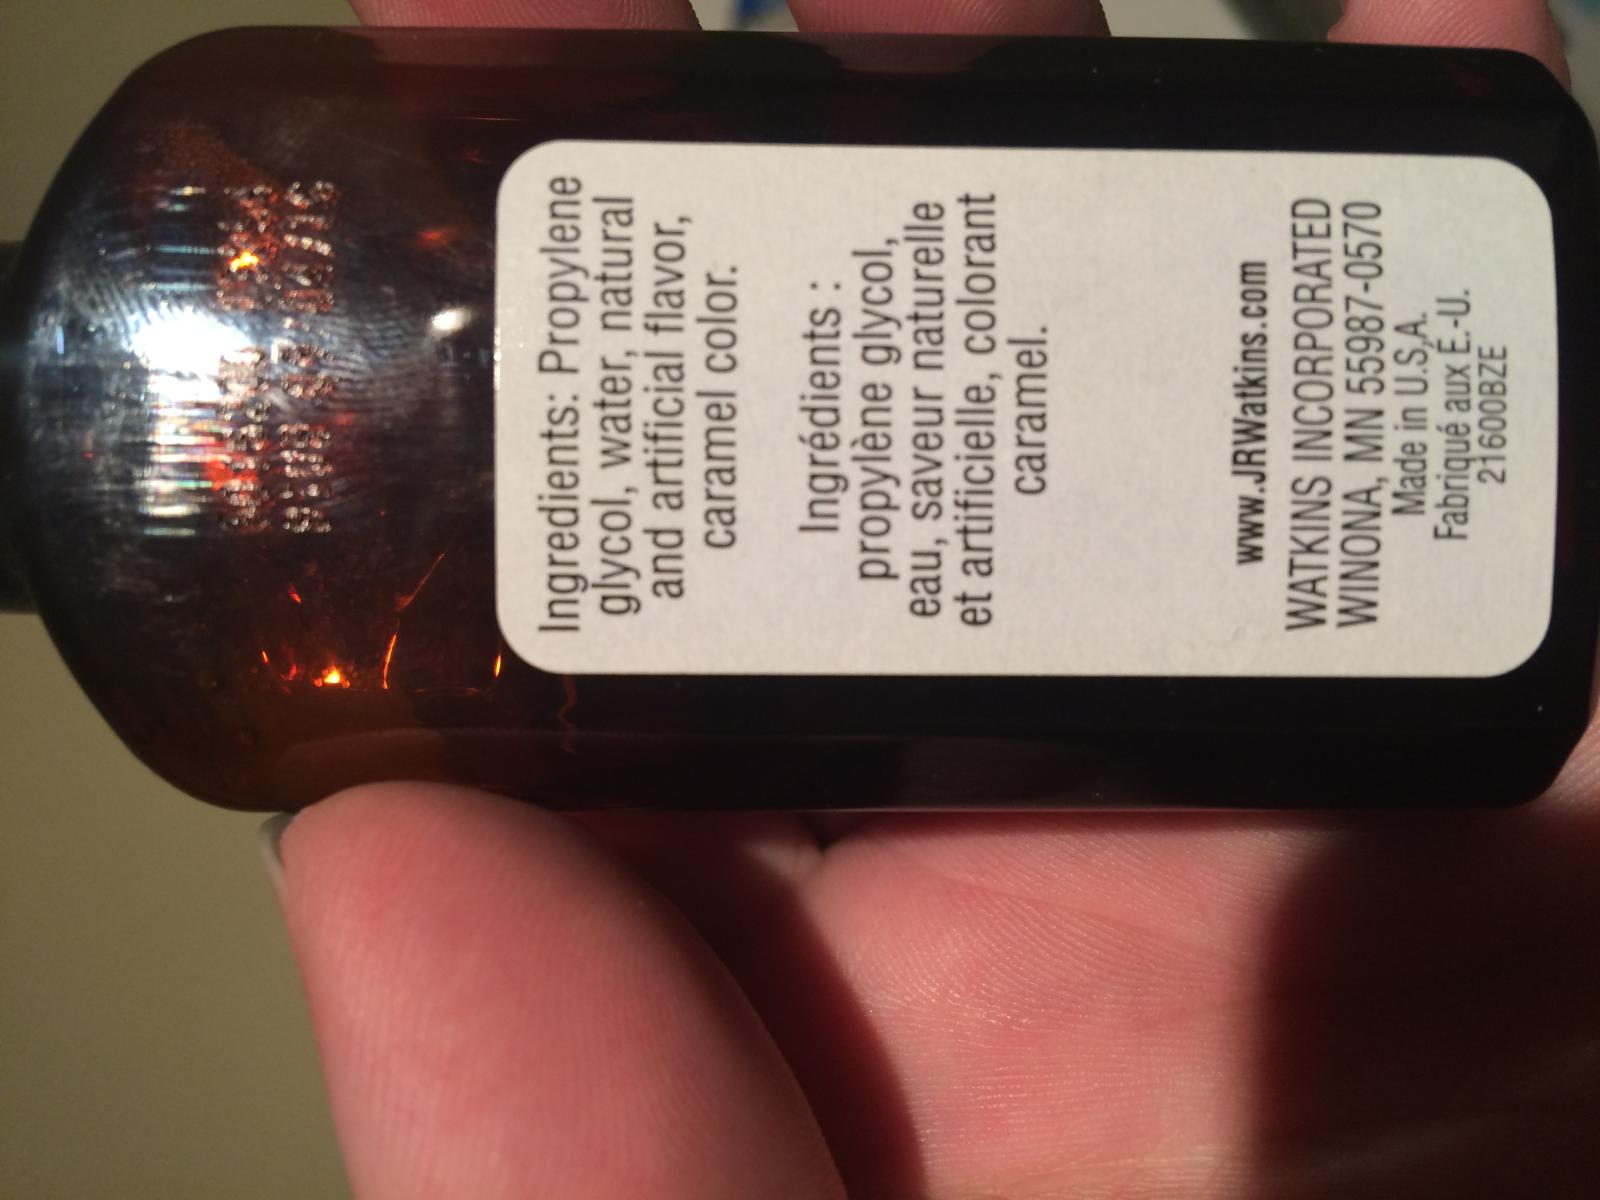 Ingredients: Propylene
glycol, water, natural
and artificial flavor,
caramel color.
Ingrédients :
propylène glycol,
eau, saveur naturelle
et artificielle, colorant
caramel.
www.JRWatkins.com
WATKINS INCORPORATED
WINONA, MN 55987-0570
Made in U.S.A.
Fabriqué aux É.-U.
21600BZE